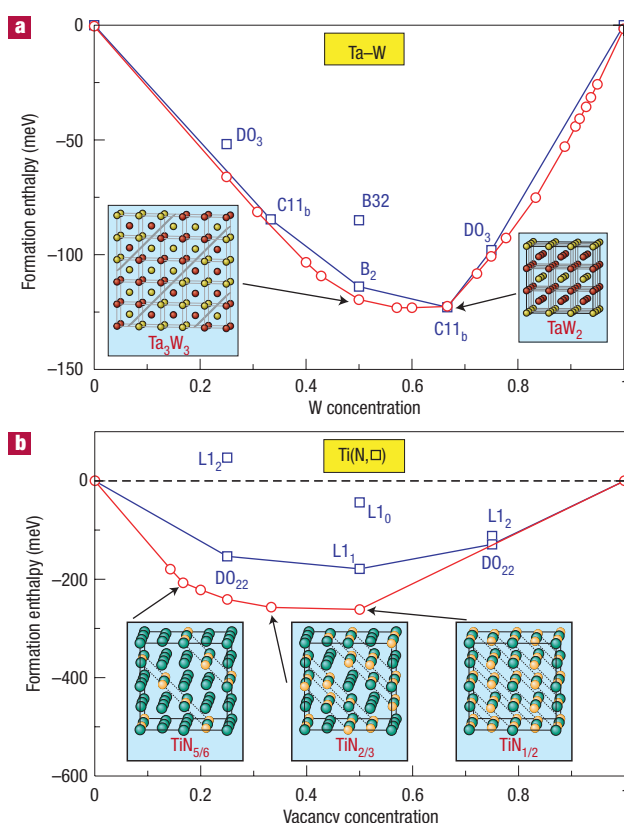 a
Ta–W
Formation enthalpy (meV)
0
−50
−100
−150
DO3
C11b
B32
B2
DO3
C11b
Ta3W3
TaW2
0
0.2
0.4
0.6
0.8
1
W concentration
b
Ti(N,□)
Formation enthalpy (meV)
0
−200
−400
−600
L12
L10
L11
L12
DO22
DO22
TiN5/6
TiN2/3
TiN1/2
0
0.2
0.4
0.6
0.8
Vacancy concentration